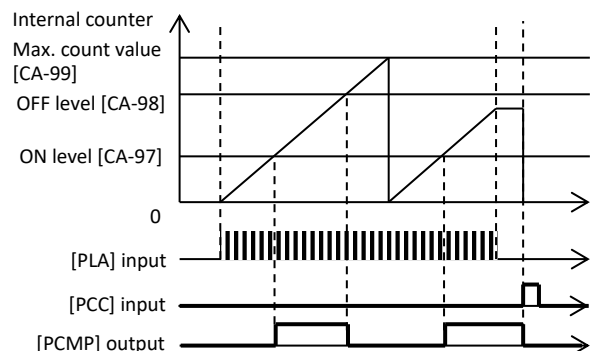 Internal counter
Max. count value
[CA-99]
OFF level [CA-98]
ON level [CA-97]
0
[PLA] input
[PCC] input
[PCMP] output